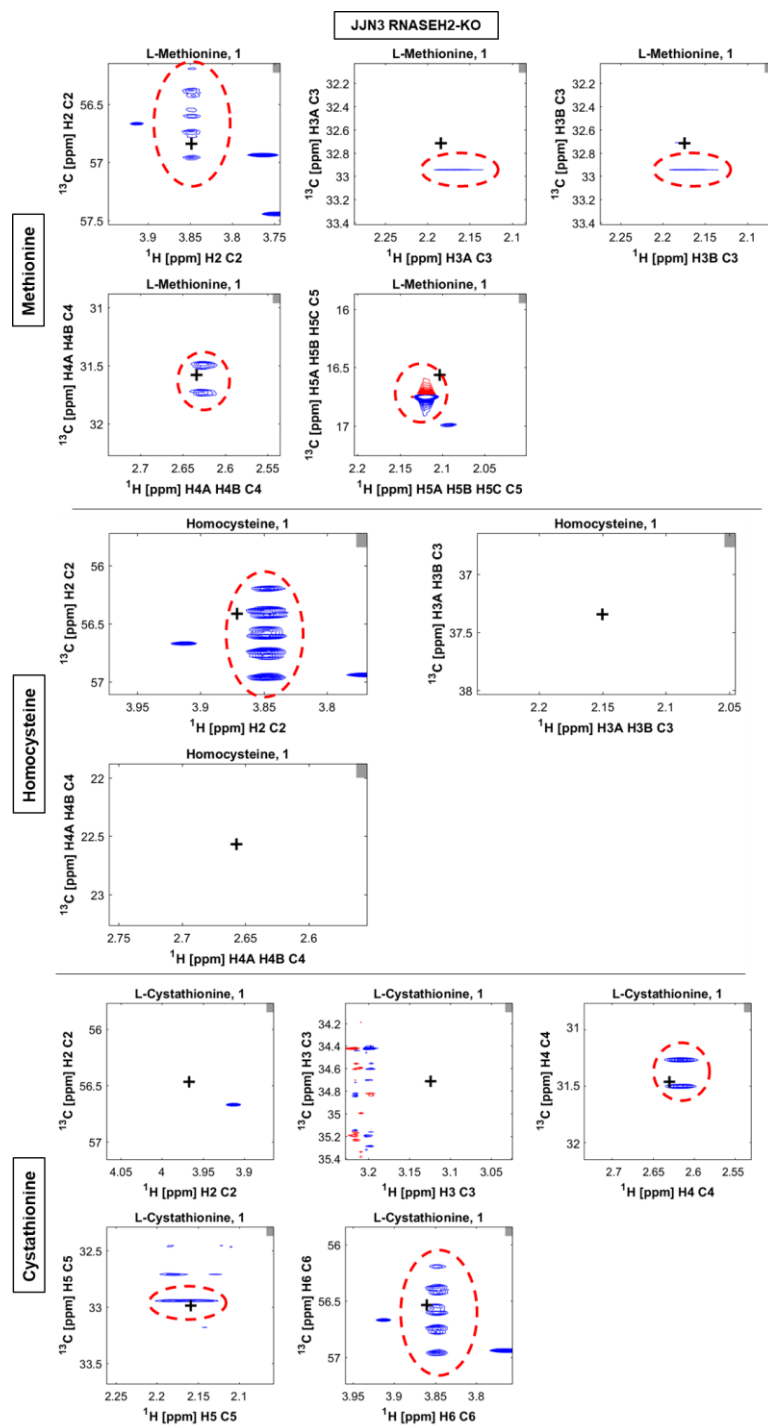 JJN3 RNASEH2-KO
Methionine
L-Methionine, 1
13C [ppm] H2 C2
56.5
57
57.5
3.9 3.85 3.8 3.75
1H [ppm] H2 C2
L-Methionine, 1
13C [ppm] H3A C3
32.2
32.4
32.6
32.8
33
33.2
33.4
2.25 2.2 2.15 2.1
1H [ppm] H3A C3
L-Methionine, 1
13C [ppm] H3B C3
32.2
32.4
32.6
32.8
33
33.2
33.4
2.25 2.2 2.15 2.1
1H [ppm] H3B C3
L-Methionine, 1
13C [ppm] H4A H4B C4
31
31.5
32
2.7 2.65 2.6 2.55
1H [ppm] H4A H4B C4
L-Methionine, 1
13C [ppm] H5A H5B H5C C5
16
16.5
17
2.2 2.15 2.1 2.05
1H [ppm] H5A H5B H5C C5
Homocysteine
Homocysteine, 1
13C [ppm] H2 C2
56
56.5
57
3.95 3.9 3.85 3.8
1H [ppm] H2 C2
Homocysteine, 1
13C [ppm] H3A H3B C3
37
37.5
38
2.2 2.15 2.1 2.05
1H [ppm] H3A H3B C3
Homocysteine, 1
13C [ppm] H4A H4B C4
22
22.5
23
2.75 2.7 2.65 2.6
1H [ppm] H4A H4B C4
Cystathionine
L-Cystathionine, 1
13C [ppm] H2 C2
56
56.5
57
4.05 4 3.95 3.9
1H [ppm] H2 C2
L-Cystathionine, 1
13C [ppm] H3 C3
34.2
34.4
34.6
34.8
35
35.2
35.4
3.2 3.15 3.1 3.05
1H [ppm] H3 C3
L-Cystathionine, 1
13C [ppm] H4 C4
31
31.5
32
2.7 2.65 2.6 2.55
1H [ppm] H4 C4
L-Cystathionine, 1
13C [ppm] H5 C5
32.5
33
33.5
2.25 2.2 2.15 2.1
1H [ppm] H5 C5
L-Cystathionine, 1
13C [ppm] H6 C6
56
56.5
57
3.95 3.9 3.85 3.8
1H [ppm] H6 C6